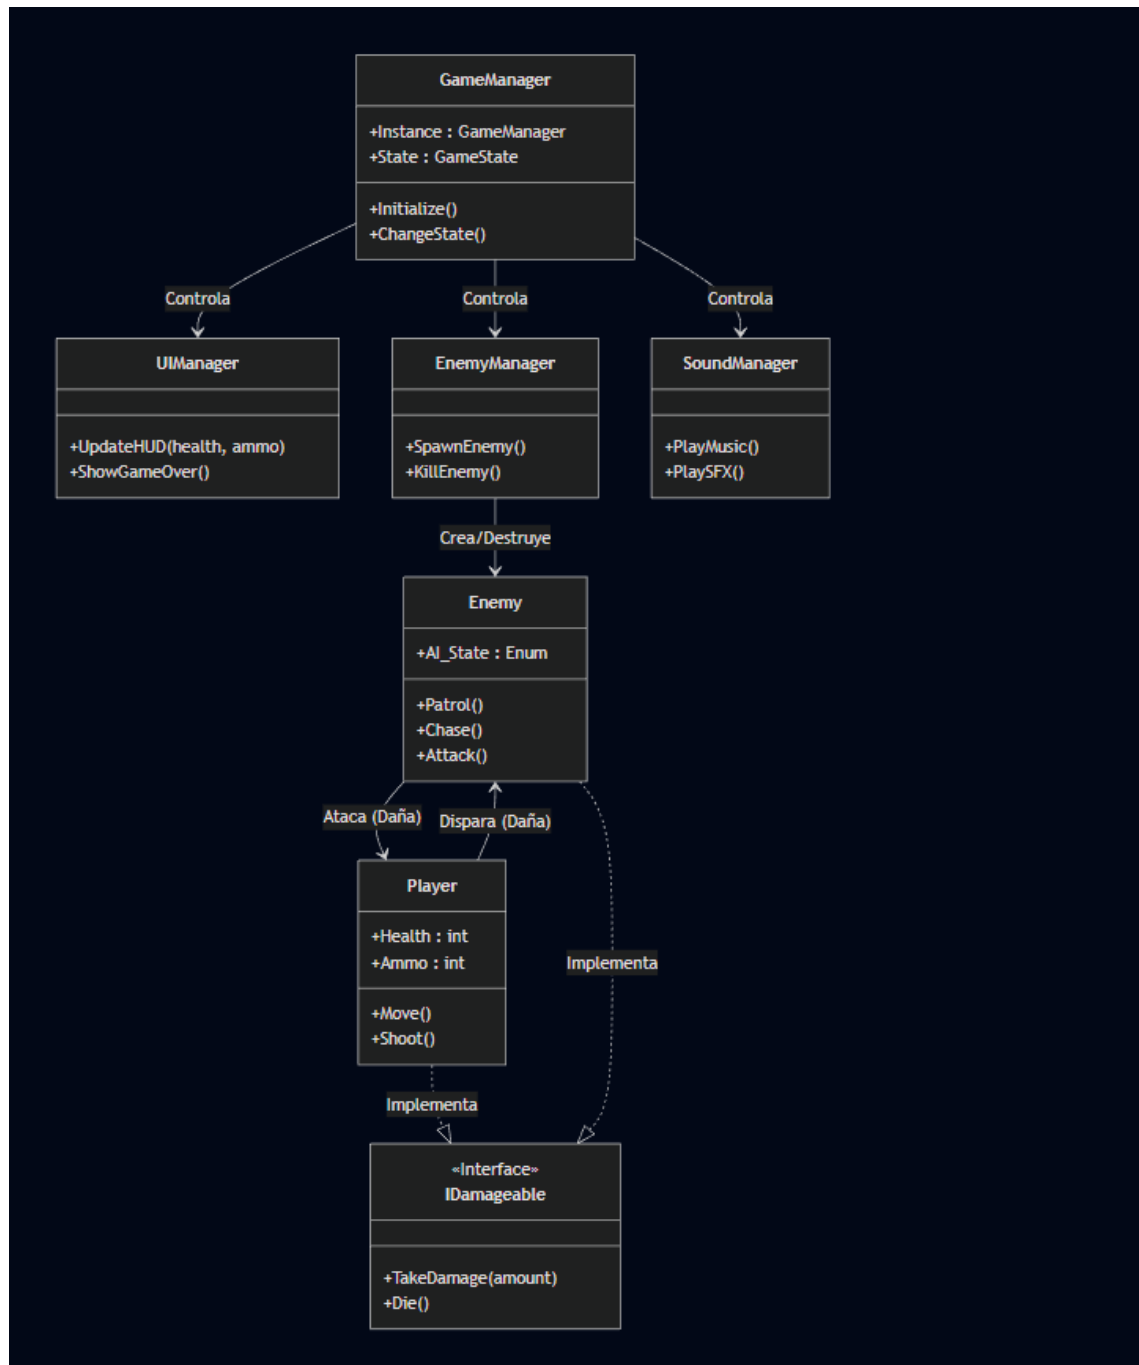 GameManager
+Instance : GameManager
+State : GameState
+Initialize()
+ChangeState()
Controla
Controla
Controla
UIManager
+UpdateHUD(health, ammo)
+ShowGameOver()
EnemyManager
+SpawnEnemy()
+KillEnemy()
SoundManager
+PlayMusic()
+PlaySFX()
Crea/Destruye
Enemy
+AI_State : Enum
+Patrol()
+Chase()
+Attack()
Ataca (Daña)
Dispara (Daña)
Player
+Health : int
+Ammo : int
+Move()
+Shoot()
Implementa
Implementa
«Interface»
IDamageable
+TakeDamage(amount)
+Die()